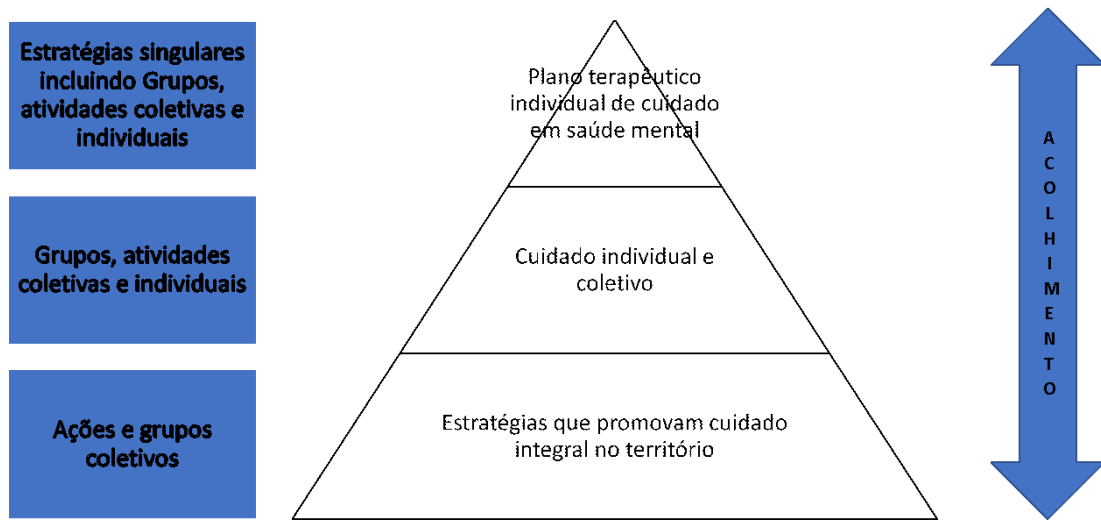 Estratégias singulares
incluindo Grupos,
atividades coletivas e
individuais
Plano terapêutico
individual de cuidado
em saúde mental
Grupos, atividades
coletivas e individuais
Cuidado individual e
coletivo
Ações e grupos
coletivos
Estratégias que promovam cuidado
integral no território
ACOLHIMENTO